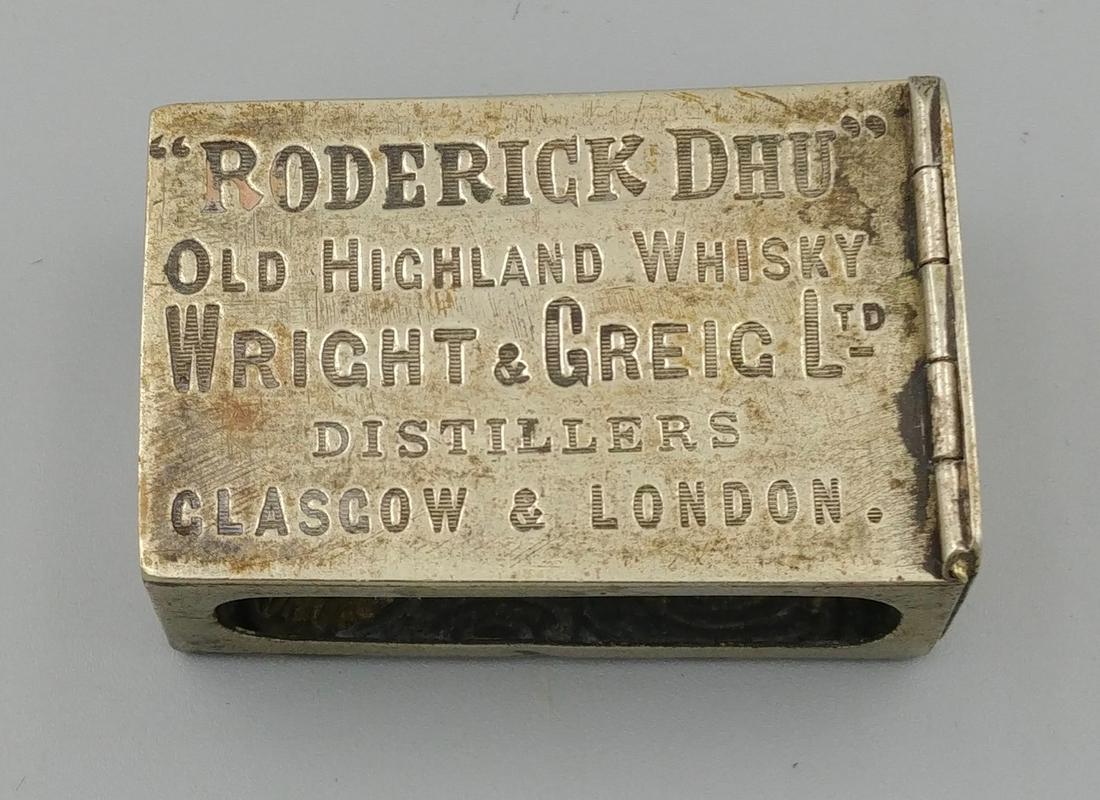 “RODERICK DHU”
OLD HIGHLAND WHISKY
WRIGHT & GREIG LTD
DISTILLERS
GLASGOW & LONDON.